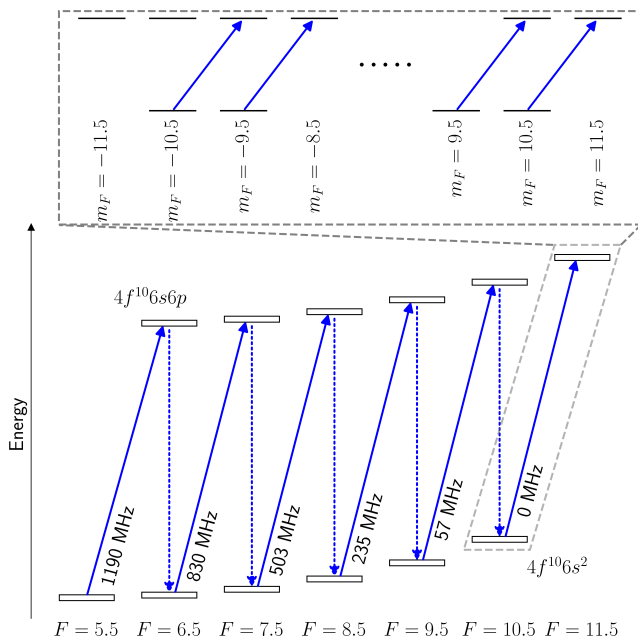 m_F = −11.5
m_F = −10.5
m_F = −9.5
m_F = −8.5
.....
m_F = 9.5
m_F = 10.5
m_F = 11.5
4f^{10}6s6p
Energy
1190 MHz
830 MHz
503 MHz
235 MHz
57 MHz
0 MHz
4f^{10}6s^2
F = 5.5 F = 6.5 F = 7.5 F = 8.5 F = 9.5 F = 10.5 F = 11.5